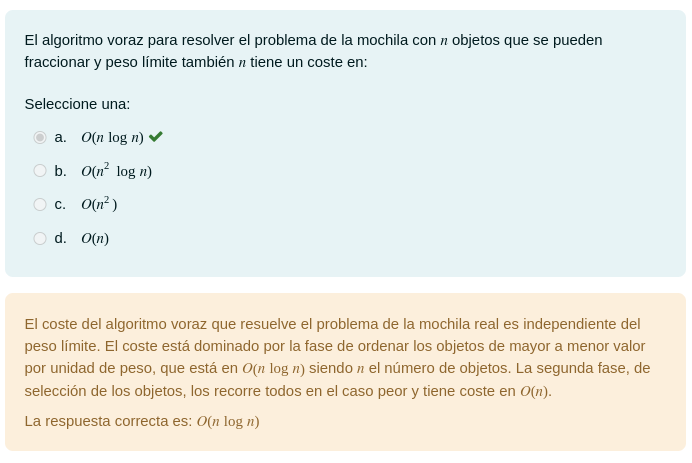 El algoritmo voraz para resolver el problema de la mochila con n objetos que se pueden
fraccionar y peso límite también n tiene un coste en:
Seleccione una:
a. O(n log n)
b. O(n² log n)
c. O(n²)
d. O(n)
El coste del algoritmo voraz que resuelve el problema de la mochila real es independiente del
peso límite. El coste está dominado por la fase de ordenar los objetos de mayor a menor valor
por unidad de peso, que está en O(n log n) siendo n el número de objetos. La segunda fase, de
selección de los objetos, los recorre todos en el caso peor y tiene coste en O(n).
La respuesta correcta es: O(n log n)